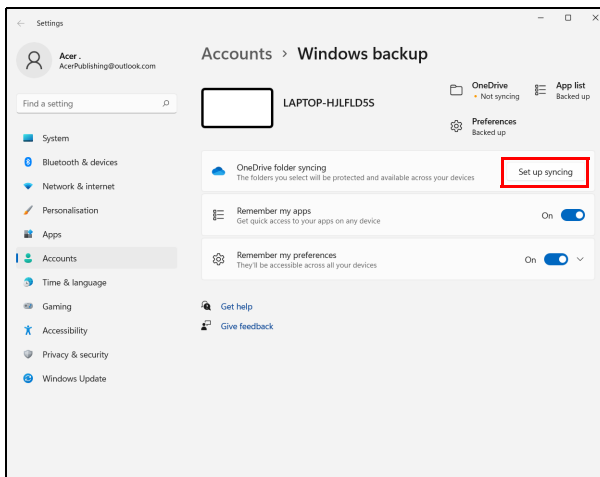 Settings
Acer .
AcerPublishing@outlook.com
Find a setting
System
Bluetooth & devices
Network & internet
Personalisation
Apps
Accounts
Time & language
Gaming
Accessibility
Privacy & security
Windows Update
Accounts > Windows backup
LAPTOP-HJLFLD5S
OneDrive
• Not syncing
App list
Backed up
Preferences
Backed up
OneDrive folder syncing
The folders you select will be protected and available across your devices
Set up syncing
Remember my apps
Get quick access to your apps on any device
On
Remember my preferences
They'll be accessible across all your devices
On
Get help
Give feedback